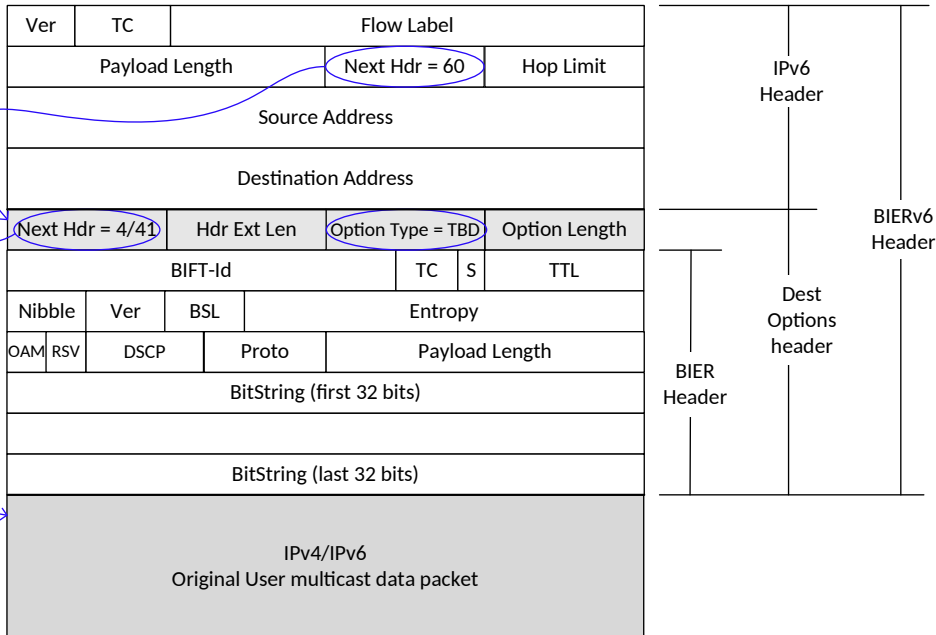 Ver TC Flow Label
Payload Length Next Hdr = 60 Hop Limit
Source Address
Destination Address
Next Hdr = 4/41 Hdr Ext Len Option Type = TBD Option Length
BIFT-Id TC S TTL
Nibble Ver BSL Entropy
OAM RSV DSCP Proto Payload Length
BitString (first 32 bits)
BitString (last 32 bits)
IPv4/IPv6
Original User multicast data packet
IPv6
Header
BIERv6
Header
Dest
Options
header
BIER
Header